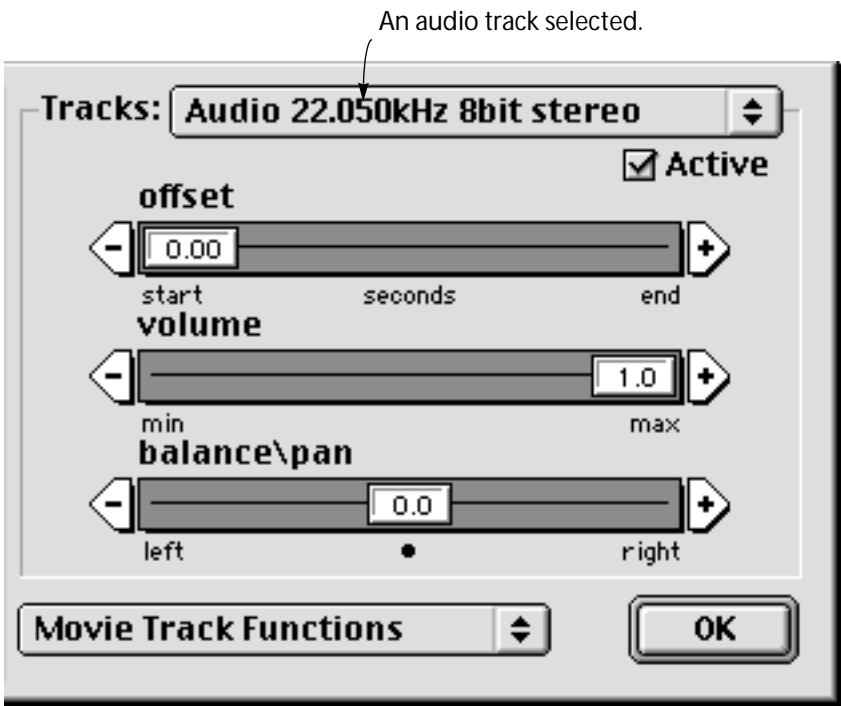 An audio track selected.
Tracks: Audio 22.050kHz 8bit stereo
Active
offset
- 0.00 +
start seconds end
volume
- 1.0 +
min max
balance\pan
- 0.0 +
left • right
Movie Track Functions OK